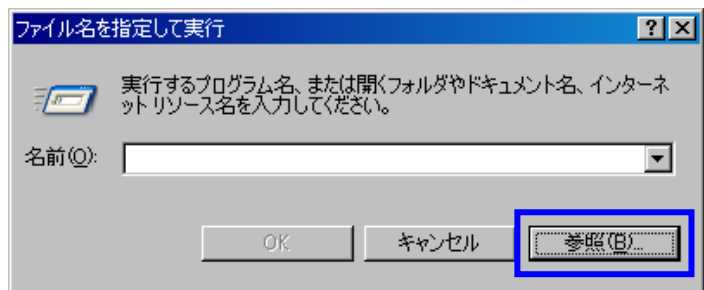 ファイル名を指定して実行
実行するプログラム名、または開くフォルダやドキュメント名、インターネ
ット リソース名を入力してください。
名前(O):
OK
キャンセル
参照(B)...